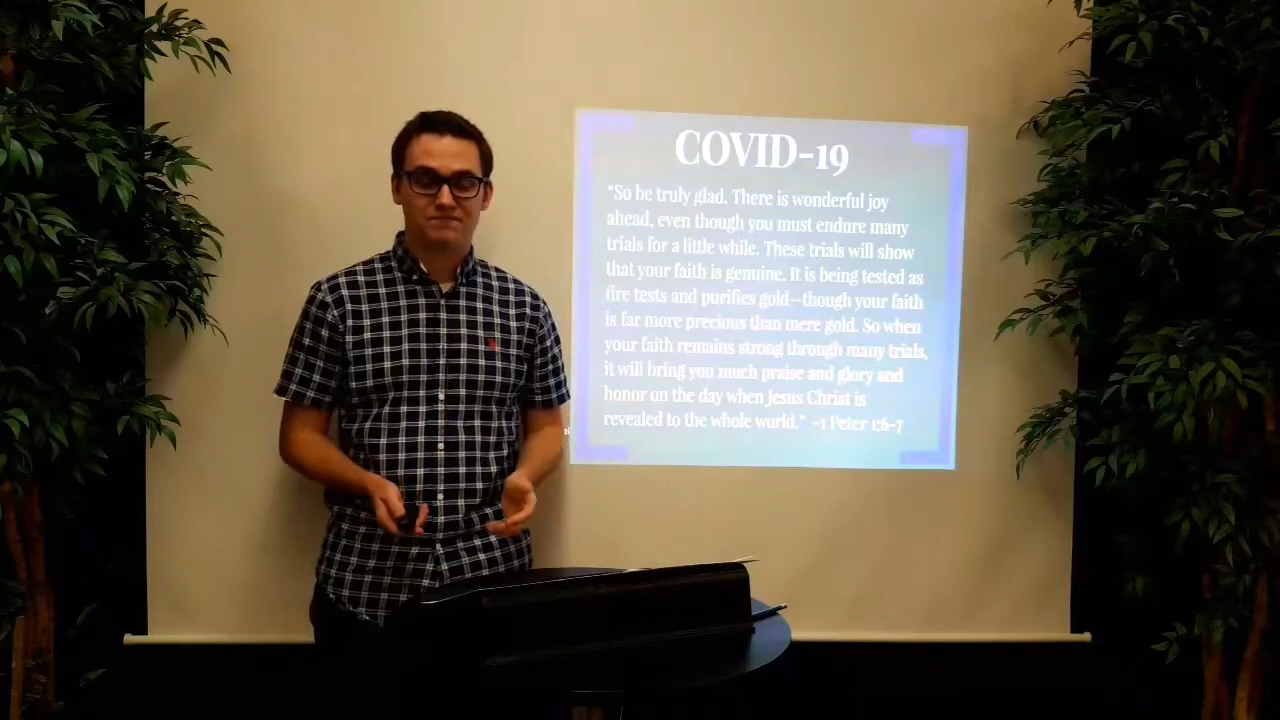 COVID-19
"So be truly glad. There is wonderful joy
ahead, even though you must endure many
trials for a little while. These trials will show
that your faith is genuine. It is being tested as
fire tests and purifies gold—though your faith
is far more precious than mere gold. So when
your faith remains strong through many trials,
it will bring you much praise and glory and
honor on the day when Jesus Christ is
revealed to the whole world." -1 Peter 1:6-7